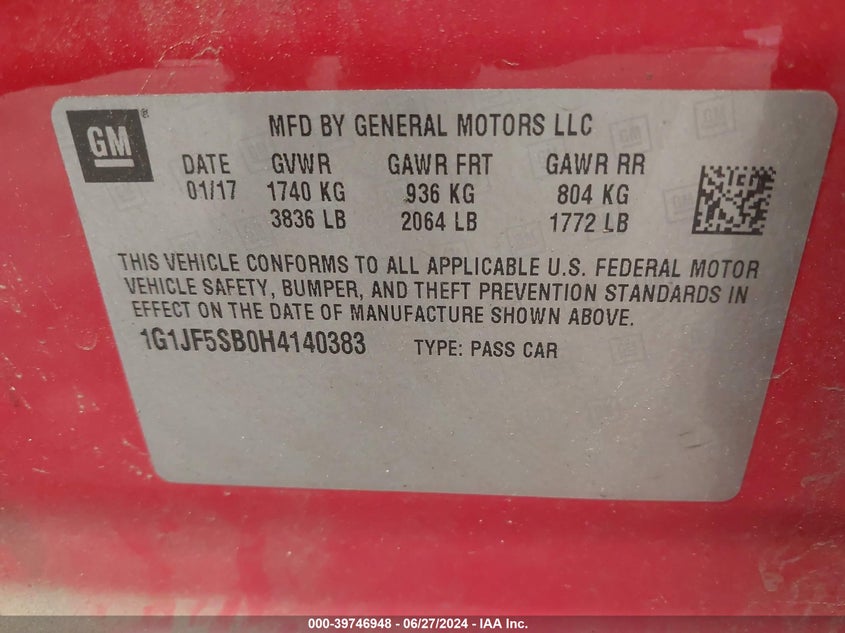 GM
MFD BY GENERAL MOTORS LLC
DATE GVWR GAWR FRT GAWR RR
01/17 1740 KG 936 KG 804 KG
3836 LB 2064 LB 1772 LB
THIS VEHICLE CONFORMS TO ALL APPLICABLE U.S. FEDERAL MOTOR
VEHICLE SAFETY, BUMPER, AND THEFT PREVENTION STANDARDS IN
EFFECT ON THE DATE OF MANUFACTURE SHOWN ABOVE.
1G1JF5SB0H4140383 TYPE: PASS CAR
000-39746948 - 06/27/2024 - IAA Inc.